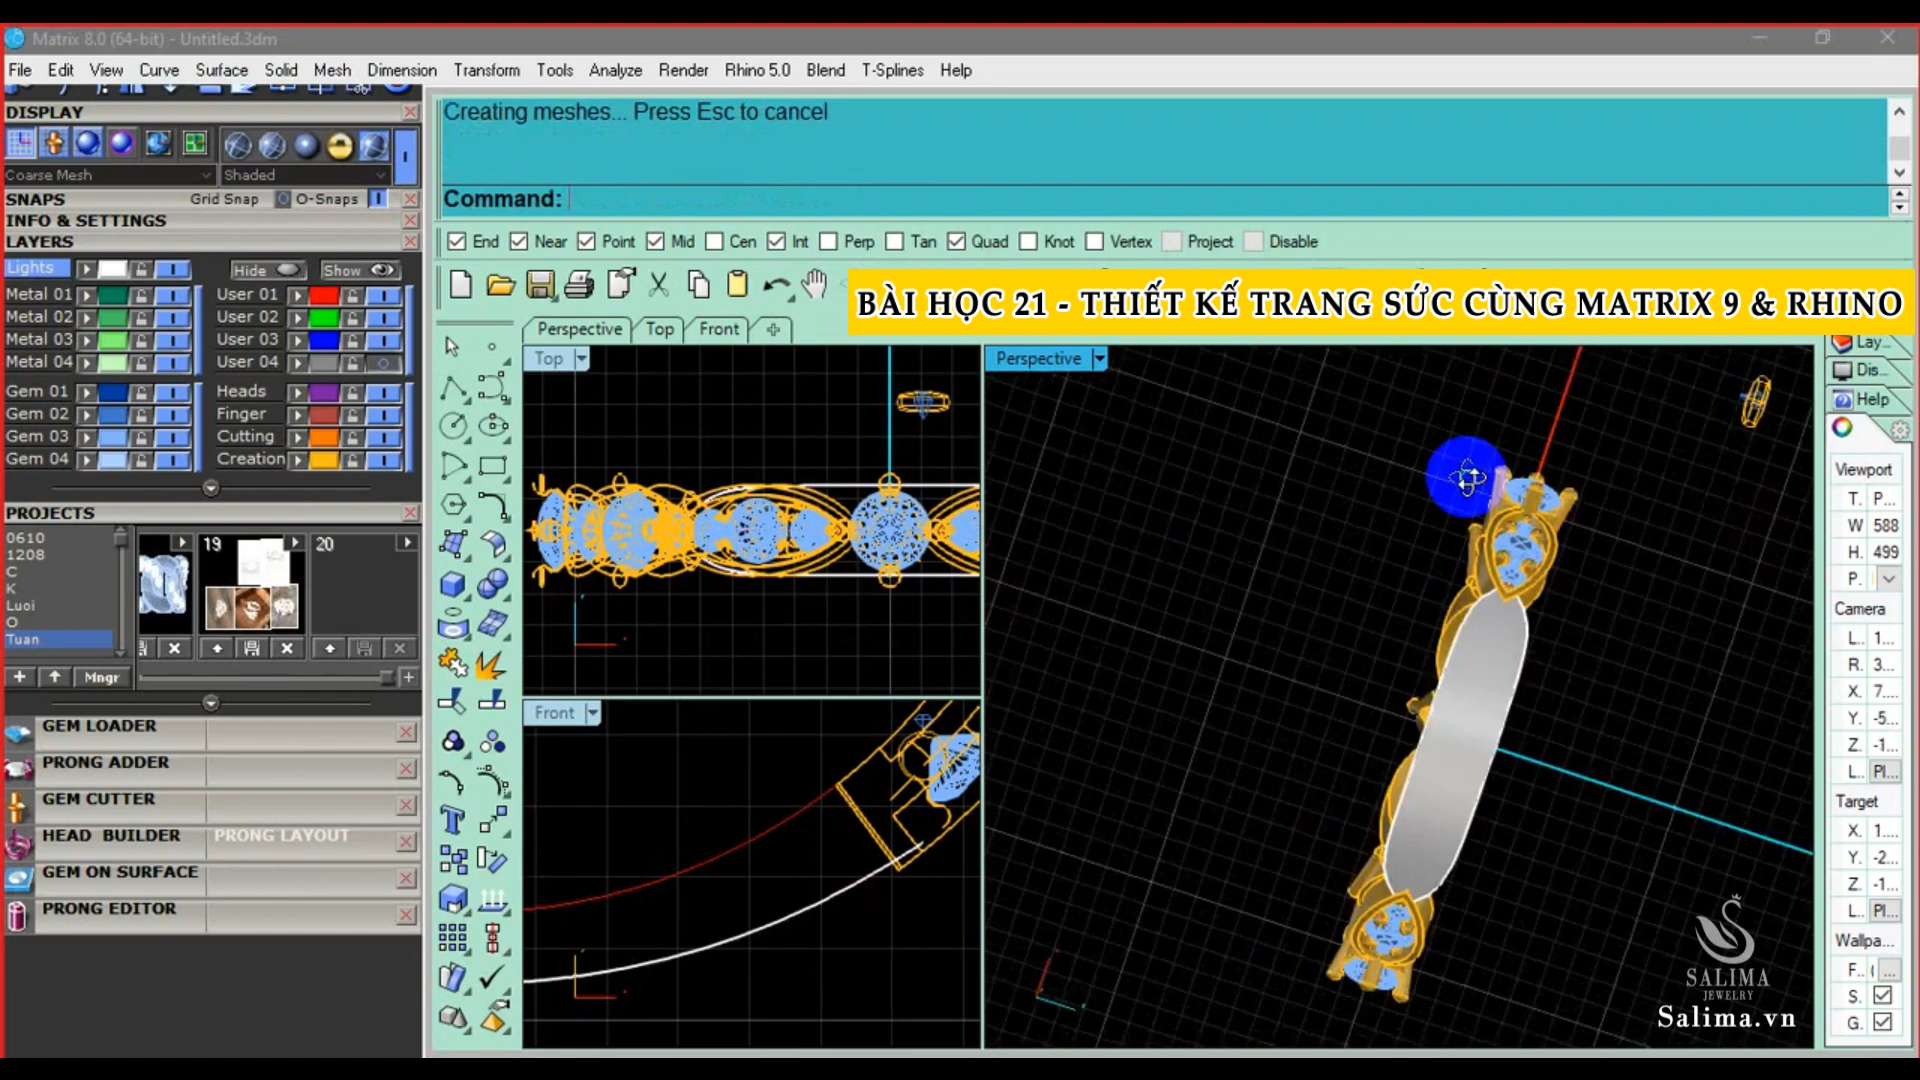 Matrix 8.0 (64-bit) - Untitled.3dm
File Edit View Curve Surface Solid Mesh Dimension Transform Tools Analyze Render Rhino 5.0 Blend T-Splines Help
DISPLAY
Coarse Mesh Shaded
SNAPS Grid Snap O-Snaps
INFO & SETTINGS
LAYERS
Lights Hide Show
Metal 01 User 01
Metal 02 User 02
Metal 03 User 03
Metal 04 User 04
Gem 01 Heads
Gem 02 Finger
Gem 03 Cutting
Gem 04 Creation
PROJECTS
0610
1208
C
K
Luoi
O
Tuan
19 20
Mngr
GEM LOADER
PRONG ADDER
GEM CUTTER
HEAD BUILDER PRONG LAYOUT
GEM ON SURFACE
PRONG EDITOR
Creating meshes... Press Esc to cancel
Command:
End Near Point Mid Cen Int Perp Tan Quad Knot Vertex Project Disable
BÀI HỌC 21 - THIẾT KẾ TRANG SỨC CÙNG MATRIX 9 & RHINO
Perspective Top Front
Top
Perspective
Front
Lay...
Dis...
Help
Viewport
T. P...
W 588
H. 499
P.
Camera
L.. 1...
R. 3...
X. 7....
Y. -5...
Z. -1...
L.. Pl...
Target
X. 1....
Y. -2...
Z. -1...
L.. Pl...
Wallpa...
F.. ...
S.
G.
SALIMA
JEWELRY
Salima.vn